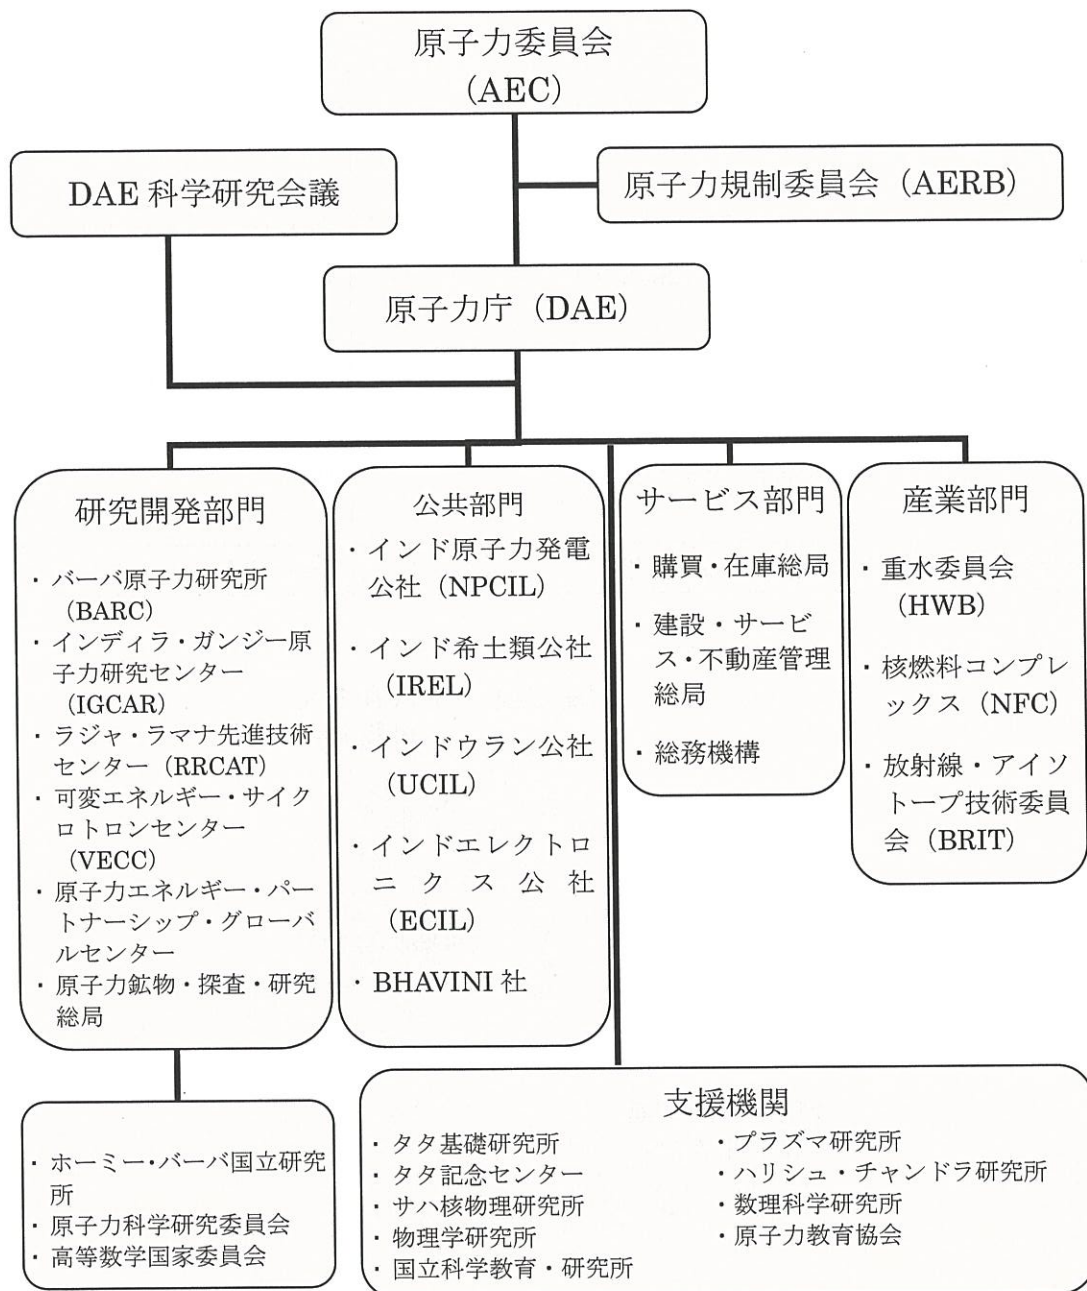 原子力委員会
(AEC)
DAE 科学研究会議
原子力規制委員会（AERB）
原子力庁（DAE）
研究開発部門
・バーバ原子力研究所
(BARC)
・インディラ・ガンジー原
子力研究センター
(IGCAR)
・ラジャ・ラマナ先進技術
センター（RRCAT）
・可変エネルギー・サイク
ロトロンセンター
(VECC)
・原子力エネルギー・パー
トナーシップ・グローバ
ルセンター
・原子力鉱物・探査・研究
総局
公共部門
・インド原子力発電
公社（NPCIL）
・インド希土類公社
(IREL)
・インドウラン公社
(UCIL)
・インドエレクトロ
ニクス公社
(ECIL)
・BHAVINI 社
サービス部門
・購買・在庫総局
・建設・サービ
ス・不動産管理
総局
・総務機構
産業部門
・重水委員会
(HWB)
・核燃料コンプレ
ックス（NFC）
・放射線・アイソ
トープ技術委員
会（BRIT）
・ホーミー・バーバ国立研究
所
・原子力科学研究委員会
・高等数学国家委員会
支援機関
・タタ基礎研究所
・タタ記念センター
・サハ核物理研究所
・物理学研究所
・国立科学教育・研究所
・プラズマ研究所
・ハリシュ・チャンドラ研究所
・数理科学研究所
・原子力教育協会